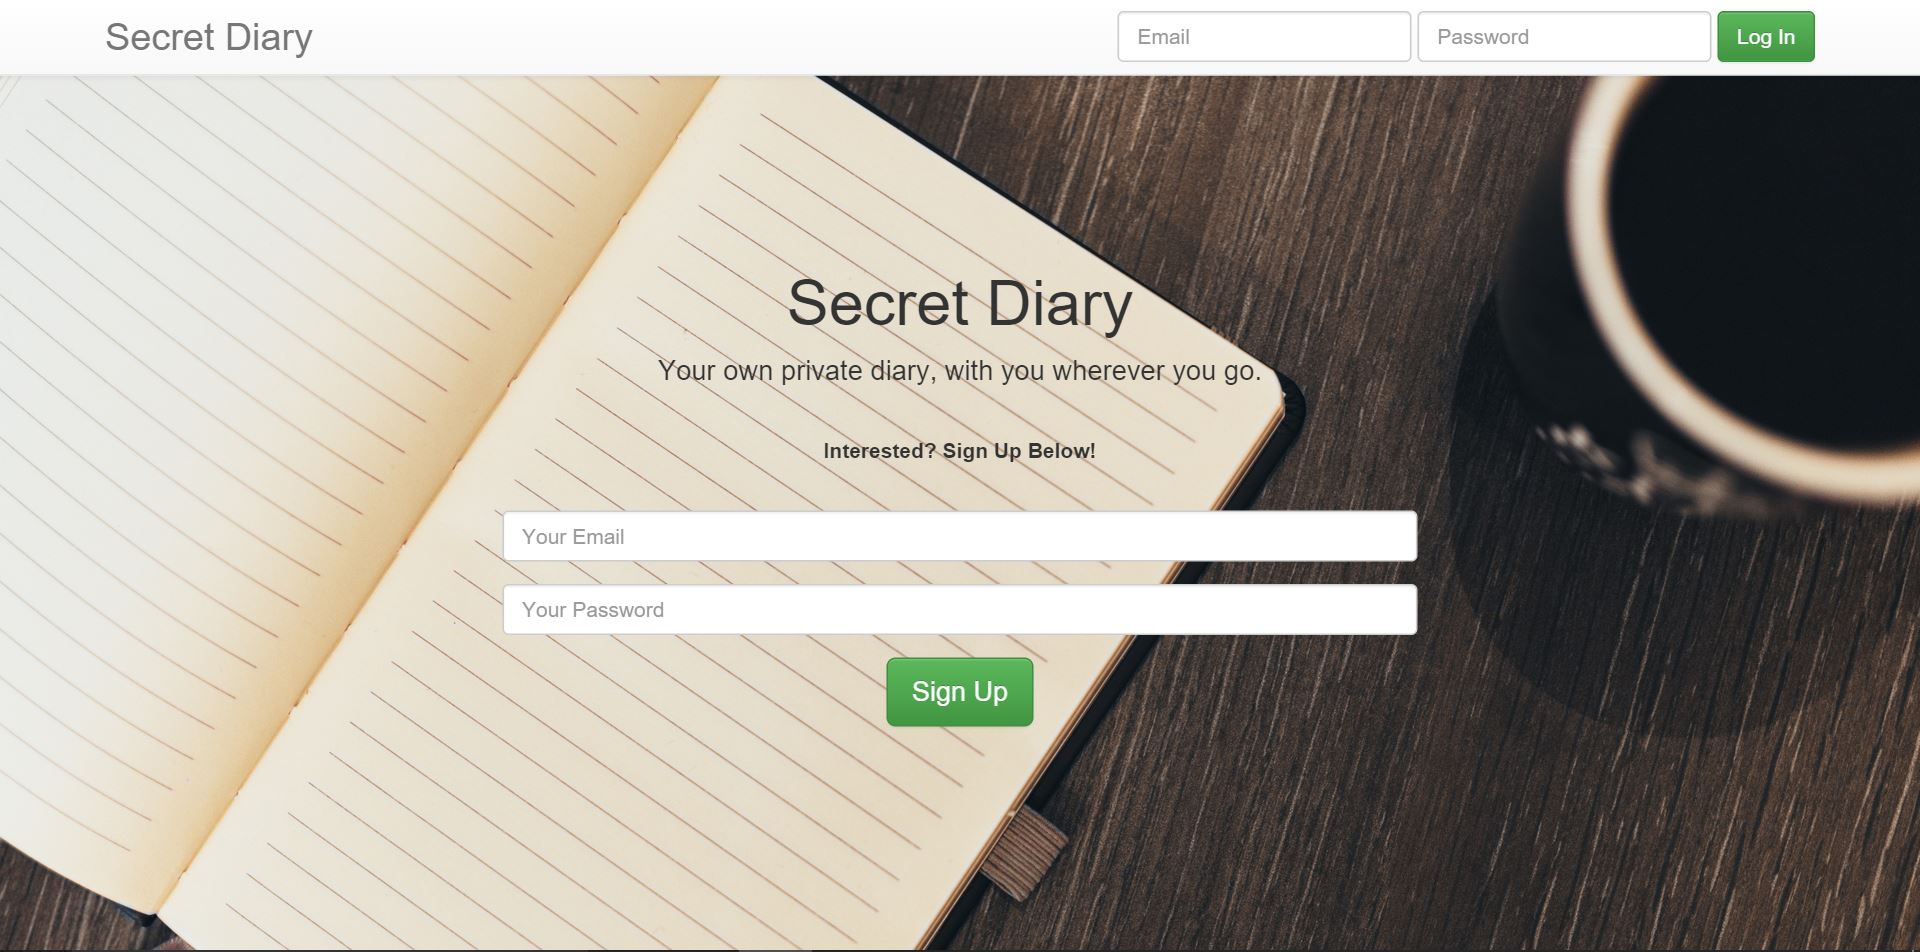 Secret Diary
Email
Password
Log In
Secret Diary
Your own private diary, with you wherever you go.
Interested? Sign Up Below!
Your Email
Your Password
Sign Up